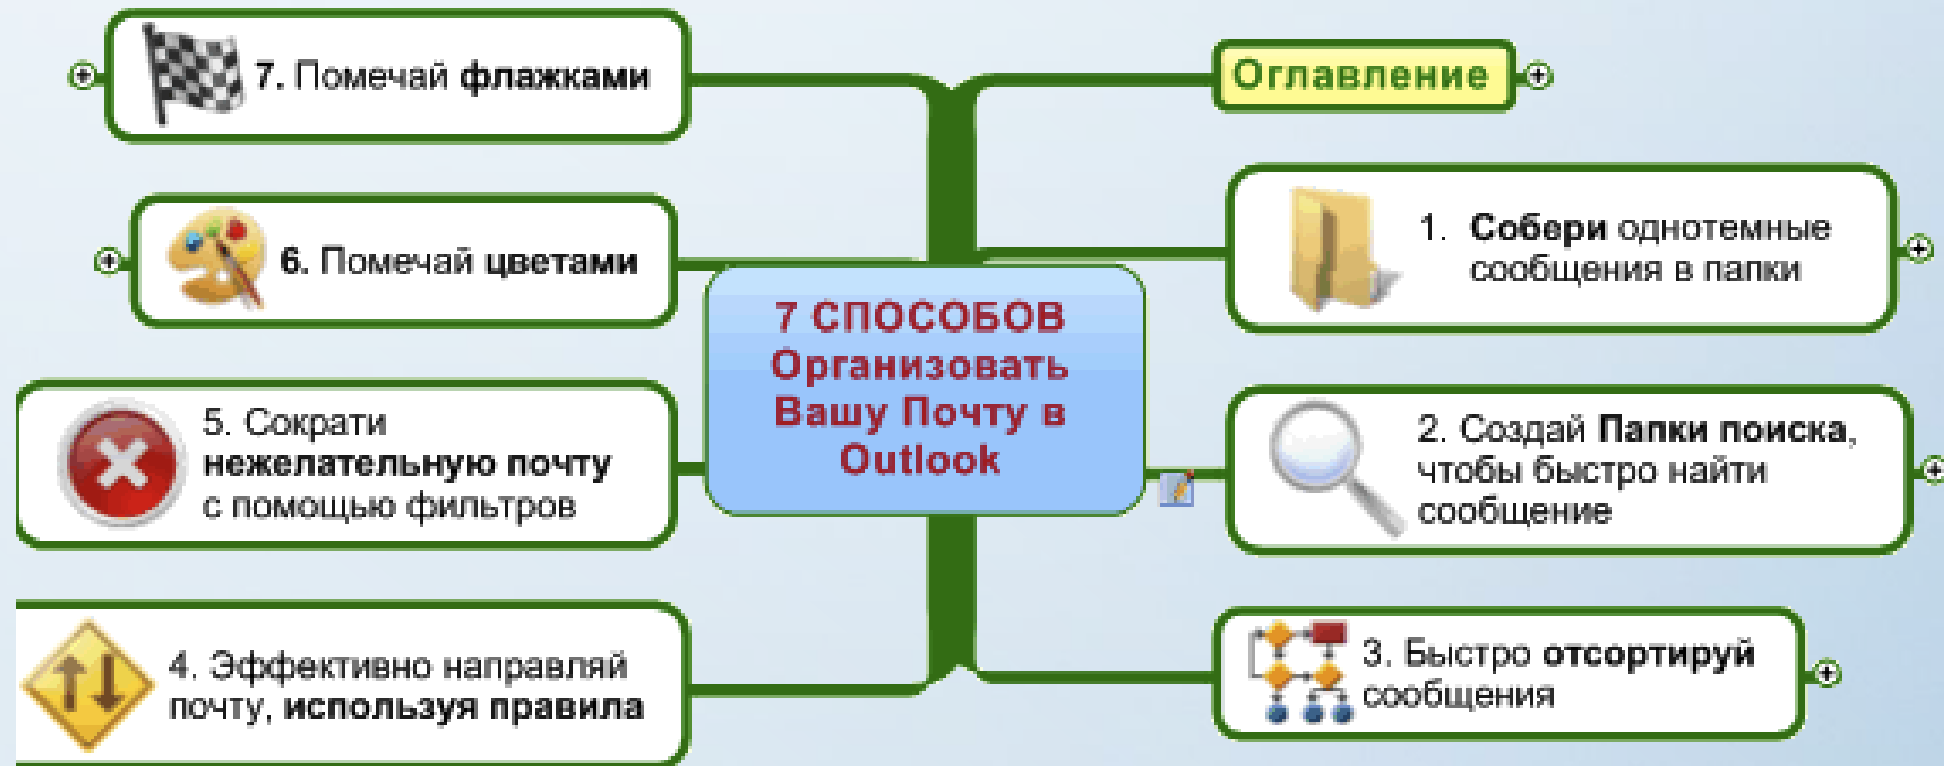 7 СПОСОБОВ
Организовать
Вашу Почту в
Outlook
Оглавление
1. Собери однотемные
сообщения в папки
2. Создай Папки поиска,
чтобы быстро найти
сообщение
3. Быстро отсортируй
сообщения
4. Эффективно направляй
почту, используя правила
5. Сократи
нежелательную почту
с помощью фильтров
6. Помечай цветами
7. Помечай флажками